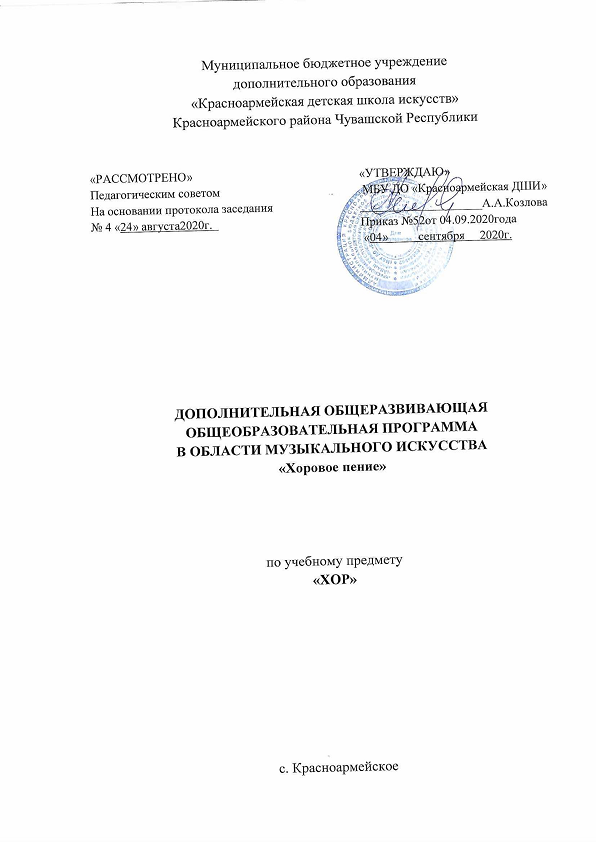 Муниципальное бюджетное учреждение
дополнительного образования
«Красноармейская детская школа искусств»
Красноармейского района Чувашской Республики
«РАССМОТРЕНО»
Педагогическим советом
На основании протокола заседания
№ 4 «24» августа2020г.
«УТВЕРЖДАЮ»
МБУ ДО «Красноармейская ДШИ»
А.А.Козлова
Приказ №52от 04.09.2020года
«04» сентября 2020г.
ДОПОЛНИТЕЛЬНАЯ ОБЩЕРАЗВИВАЮЩАЯ
ОБЩЕОБРАЗОВАТЕЛЬНАЯ ПРОГРАММА
В ОБЛАСТИ МУЗЫКАЛЬНОГО ИСКУССТВА
«Хоровое пение»
по учебному предмету
«ХОР»
с. Красноармейское